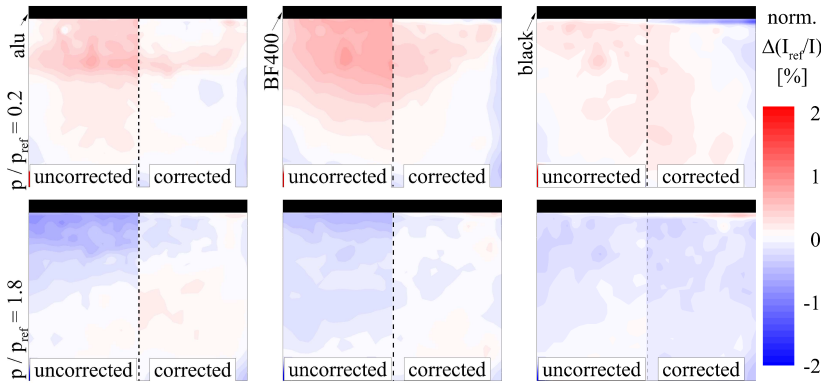 alu
BF400
black
norm.
Δ(I_ref/I)
[%]
p / p_ref = 0.2
uncorrected
corrected
uncorrected
corrected
uncorrected
corrected
2
1
0
-1
-2
p / p_ref = 1.8
uncorrected
corrected
uncorrected
corrected
uncorrected
corrected